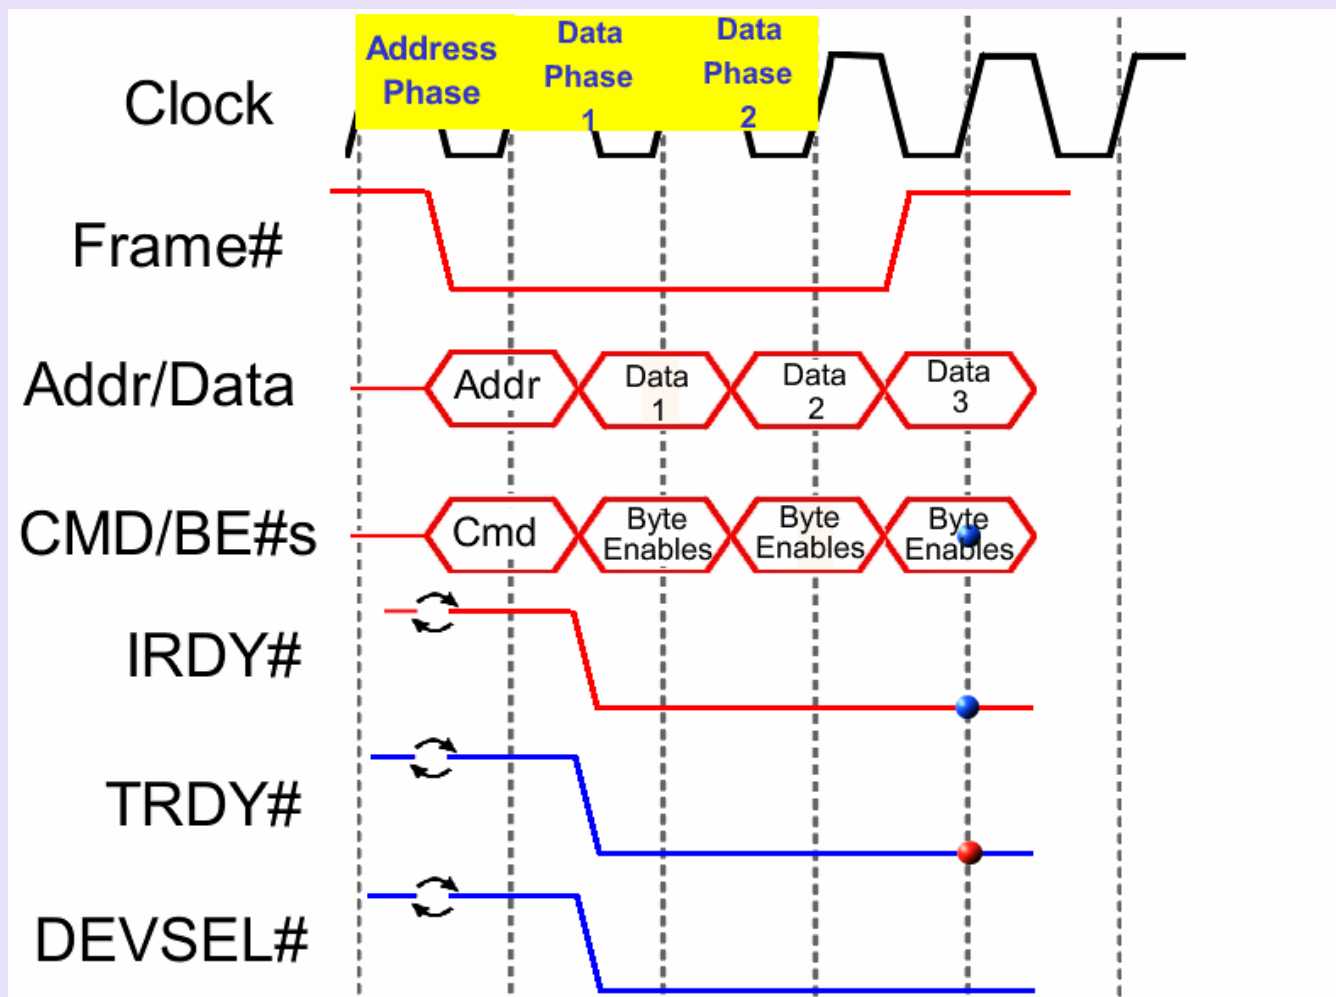 Clock
Address
Phase
Data
Phase
1
Data
Phase
2
Frame#
Addr/Data
Addr
Data
1
Data
2
Data
3
CMD/BE#s
Cmd
Byte
Enables
Byte
Enables
Byte
Enables
IRDY#
TRDY#
DEVSEL#